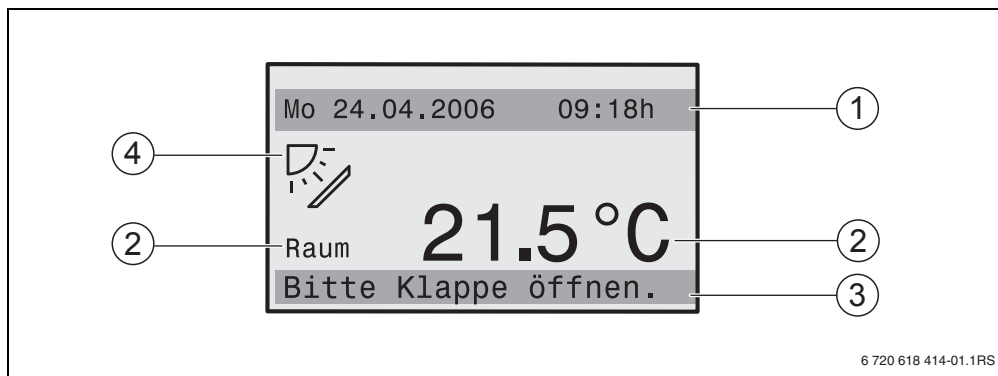 Mo 24.04.2006 09:18h
1
4
21.5°C
2
Raum
2
Bitte Klappe öffnen.
3
6 720 618 414-01.1RS